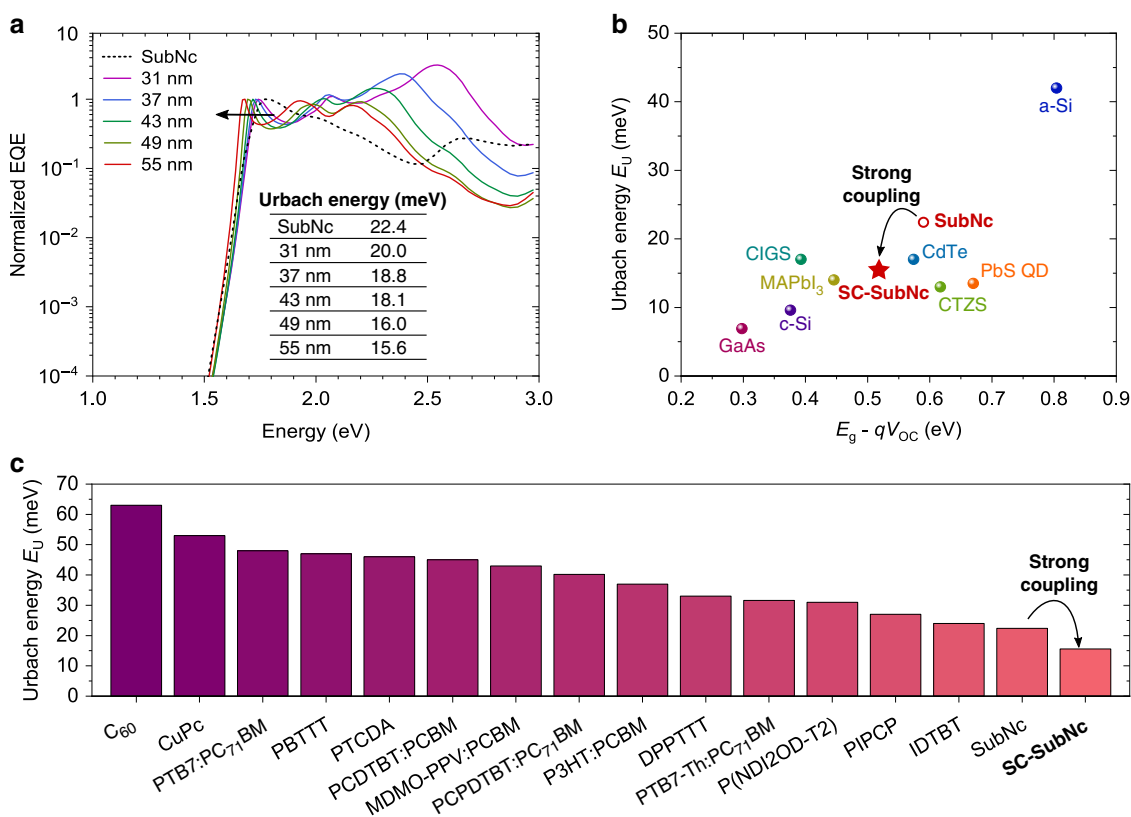 a
Normalized EQE
10
1
10⁻¹
10⁻²
10⁻³
10⁻⁴
SubNc
31 nm
37 nm
43 nm
49 nm
55 nm
Urbach energy (meV)
SubNc 22.4
31 nm 20.0
37 nm 18.8
43 nm 18.1
49 nm 16.0
55 nm 15.6
1.0 1.5 2.0 2.5 3.0
Energy (eV)
b
Urbach energy E_U (meV)
50
40
30
20
10
0
a-Si
Strong
coupling
SubNc
CIGS
CdTe
MAPbI₃
PbS QD
SC-SubNc
CTZS
c-Si
GaAs
0.2 0.3 0.4 0.5 0.6 0.7 0.8 0.9
E_g - qV_OC (eV)
c
Urbach energy E_U (meV)
70
60
50
40
30
20
10
0
Strong
coupling
C₆₀
CuPc
PTB7:PC₇₁BM
PBTTT
PTCDA
PCDTBT:PCBM
MDMO-PPV:PCBM
PCPDTBT:PC₇₁BM
P3HT:PCBM
DPPTTT
PTB7-Th:PC₇₁BM
P(NDI2OD-T2)
PIPCP
IDTBT
SubNc
SC-SubNc